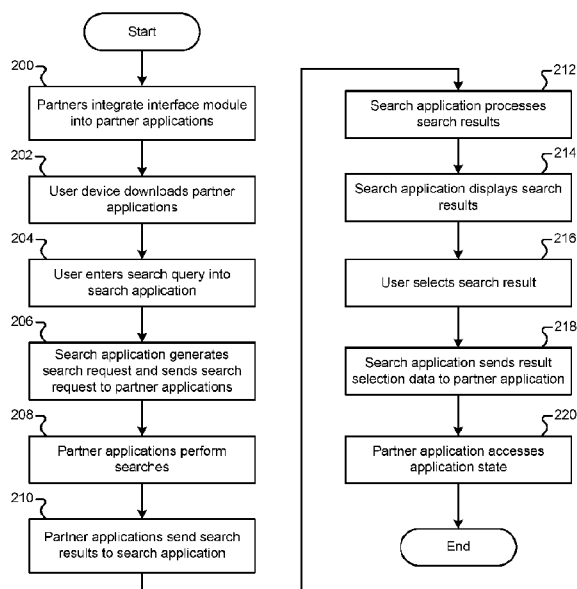 Start
200
Partners integrate interface module
into partner applications
202
User device downloads partner
applications
204
User enters search query into
search application
206
Search application generates
search request and sends search
request to partner applications
208
Partner applications perform
searches
210
Partner applications send search
results to search application
212
Search application processes
search results
214
Search application displays search
results
216
User selects search result
218
Search application sends result
selection data to partner application
220
Partner application accesses
application state
End